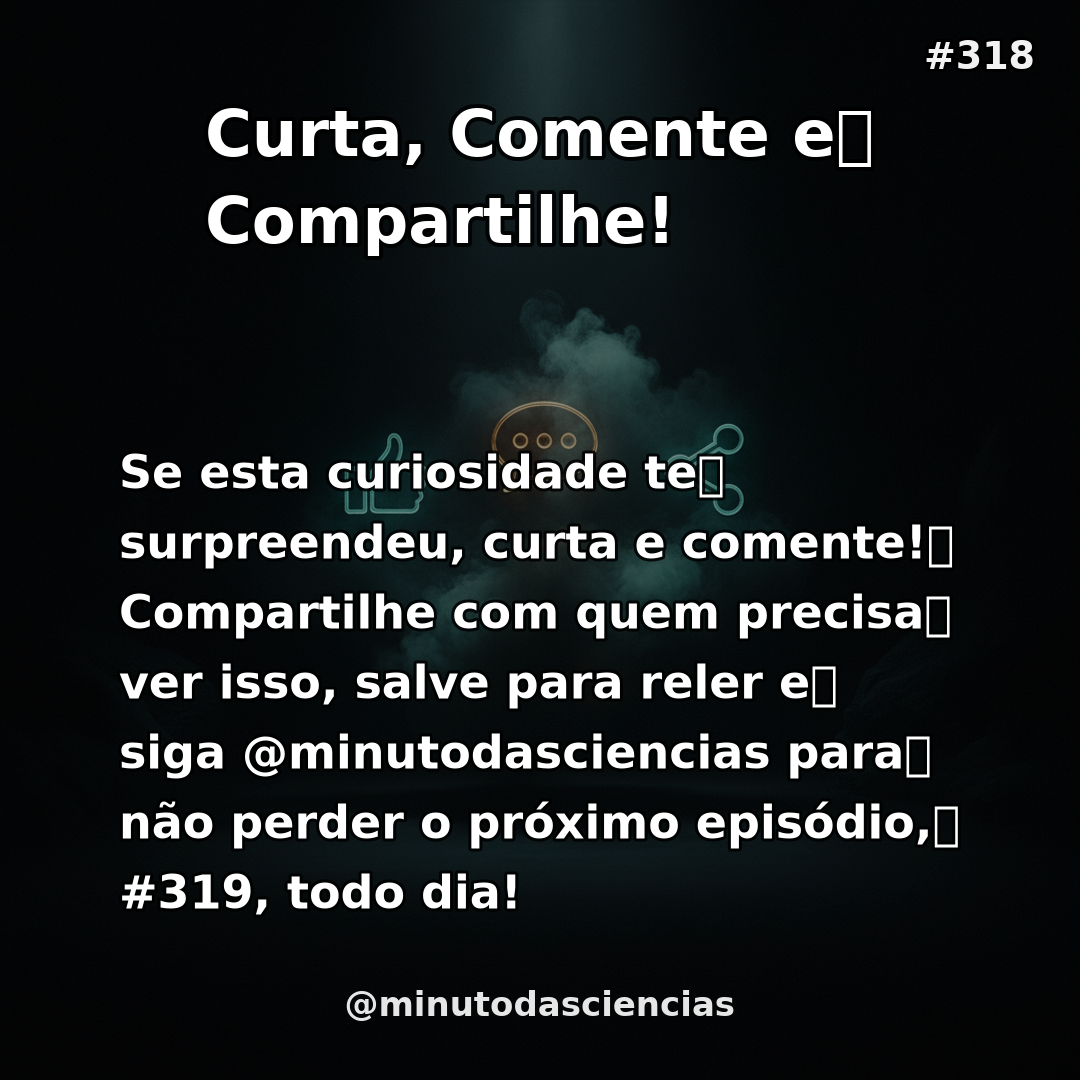 #318
Curta, Comente e▯
Compartilhe!
Se esta curiosidade te▯
surpreendeu, curta e comente!▯
Compartilhe com quem precisa▯
ver isso, salve para reler e▯
siga @minutodasciencias para▯
não perder o próximo episódio,▯
#319, todo dia!
@minutodasciencias